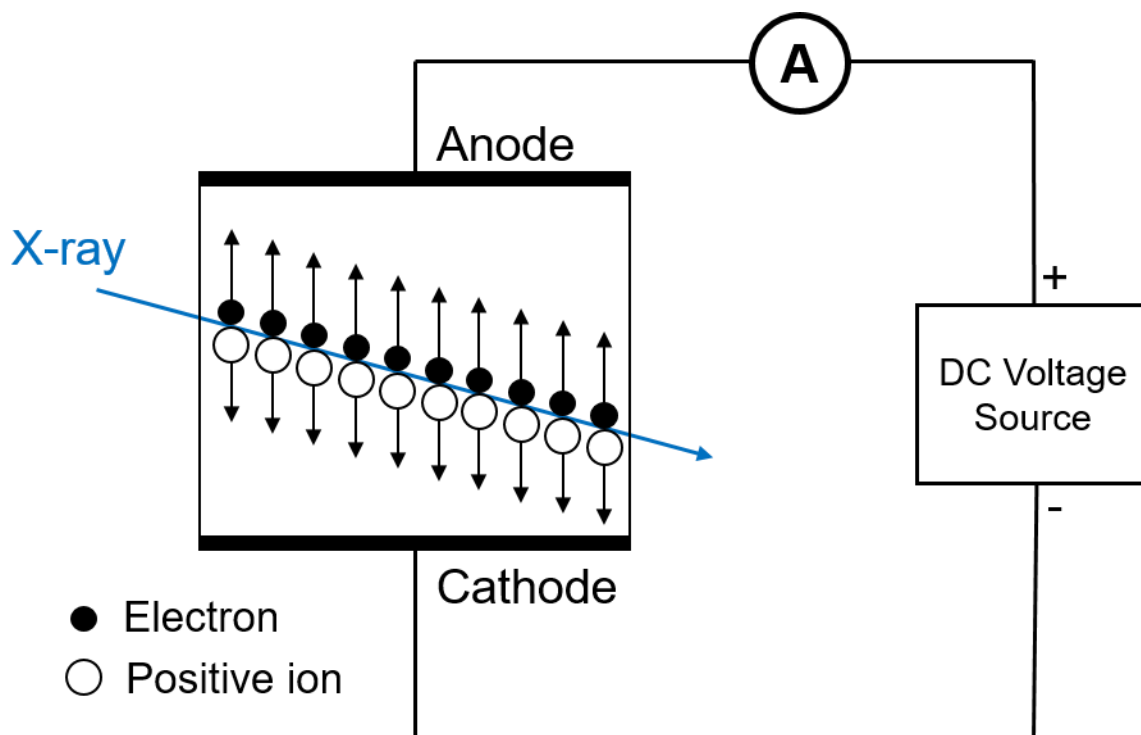 A
Anode
X-ray
+
DC Voltage
Source
-
Cathode
Electron
Positive ion